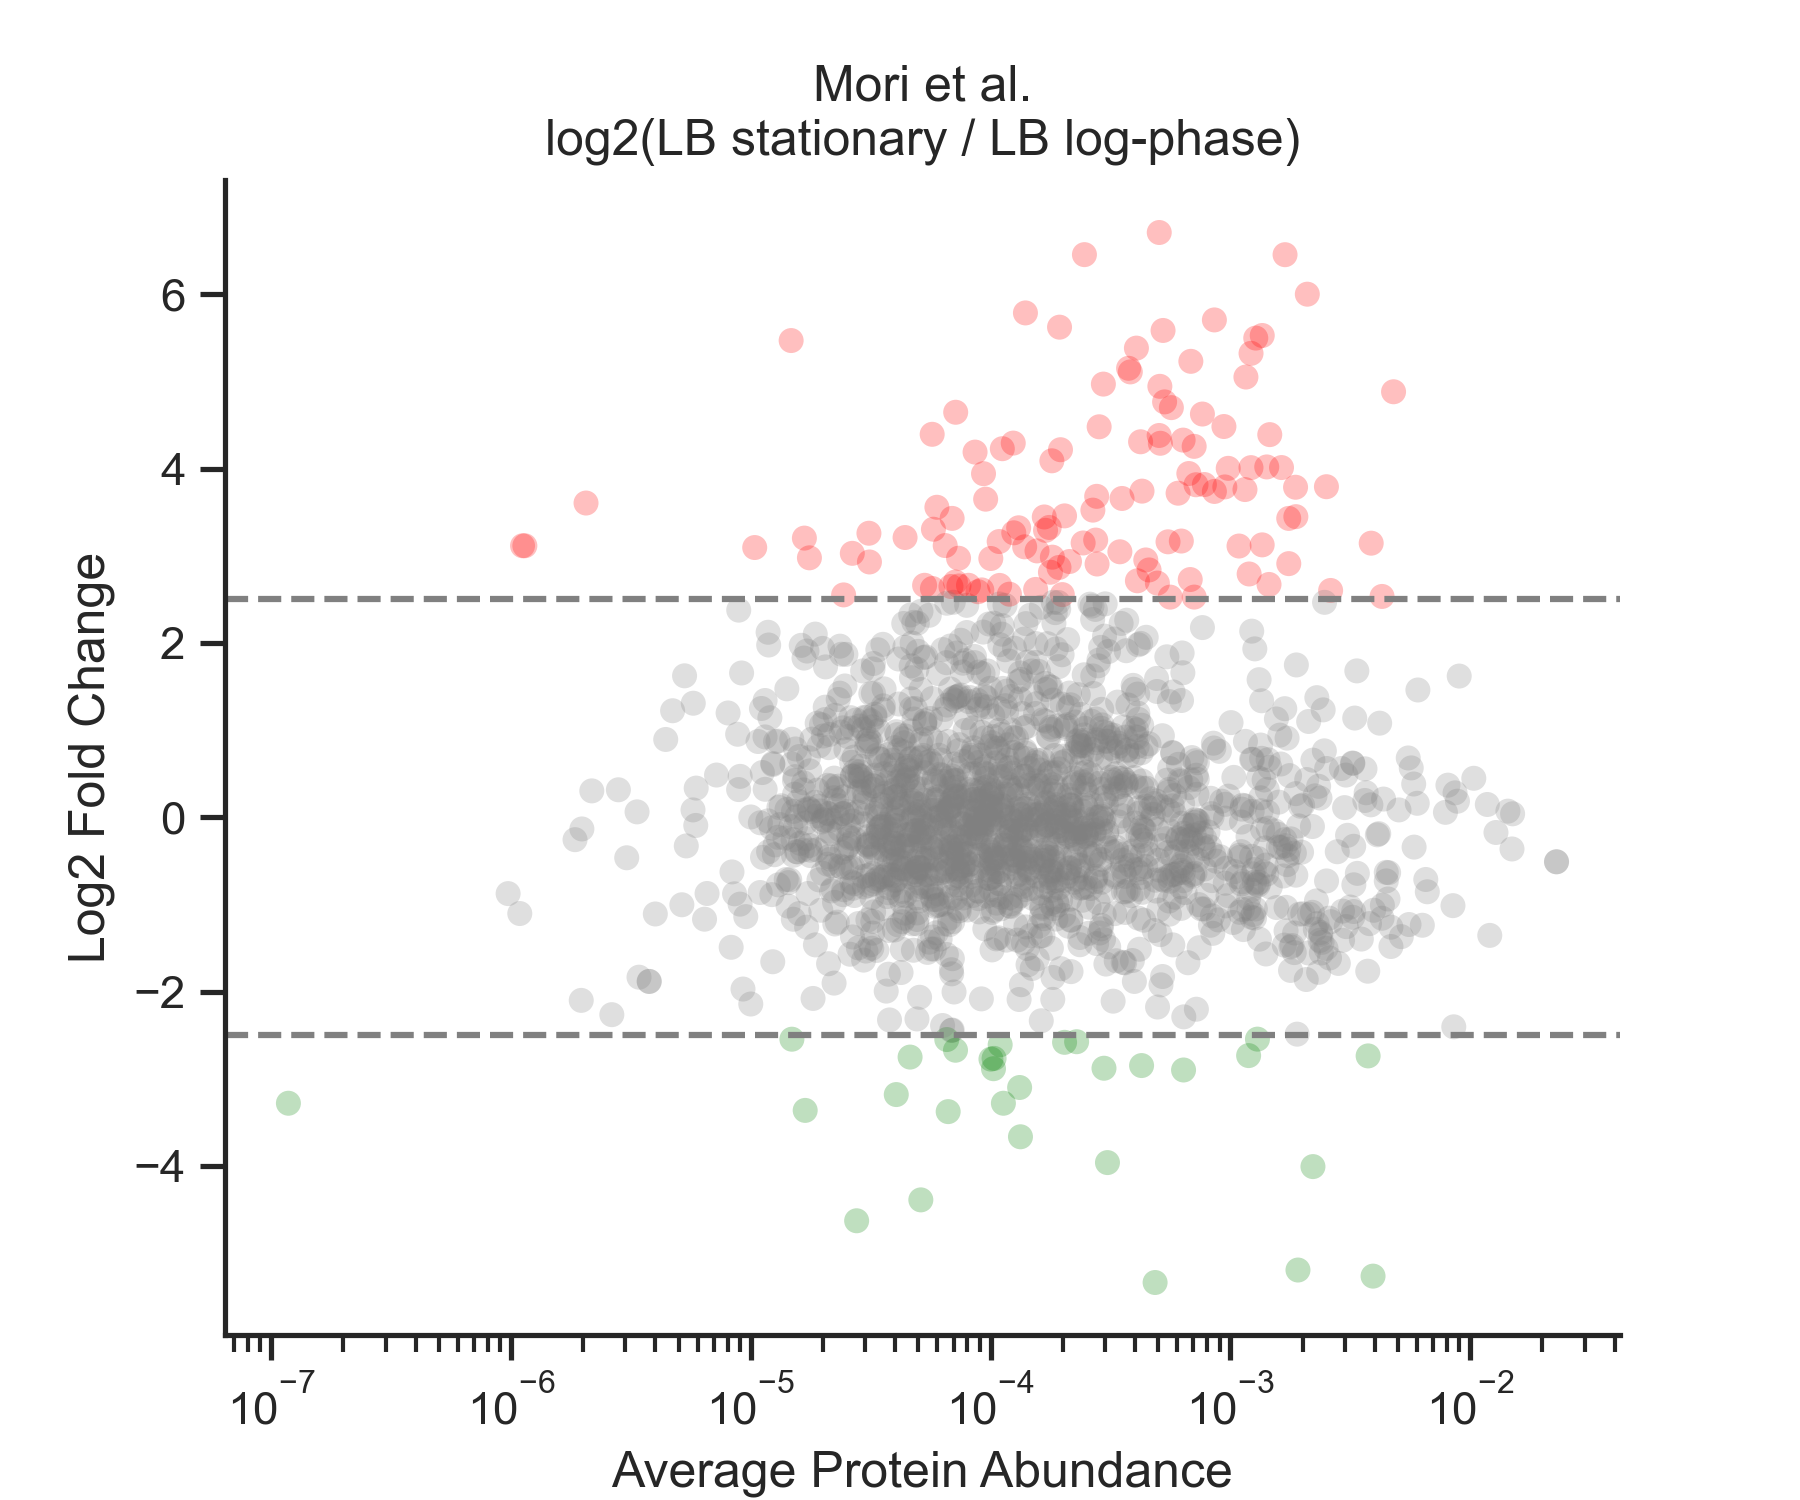 Mori et al.
log2(LB stationary / LB log-phase)
Log2 Fold Change
6
4
2
0
−2
−4
10−7 10−6 10−5 10−4 10−3 10−2
Average Protein Abundance